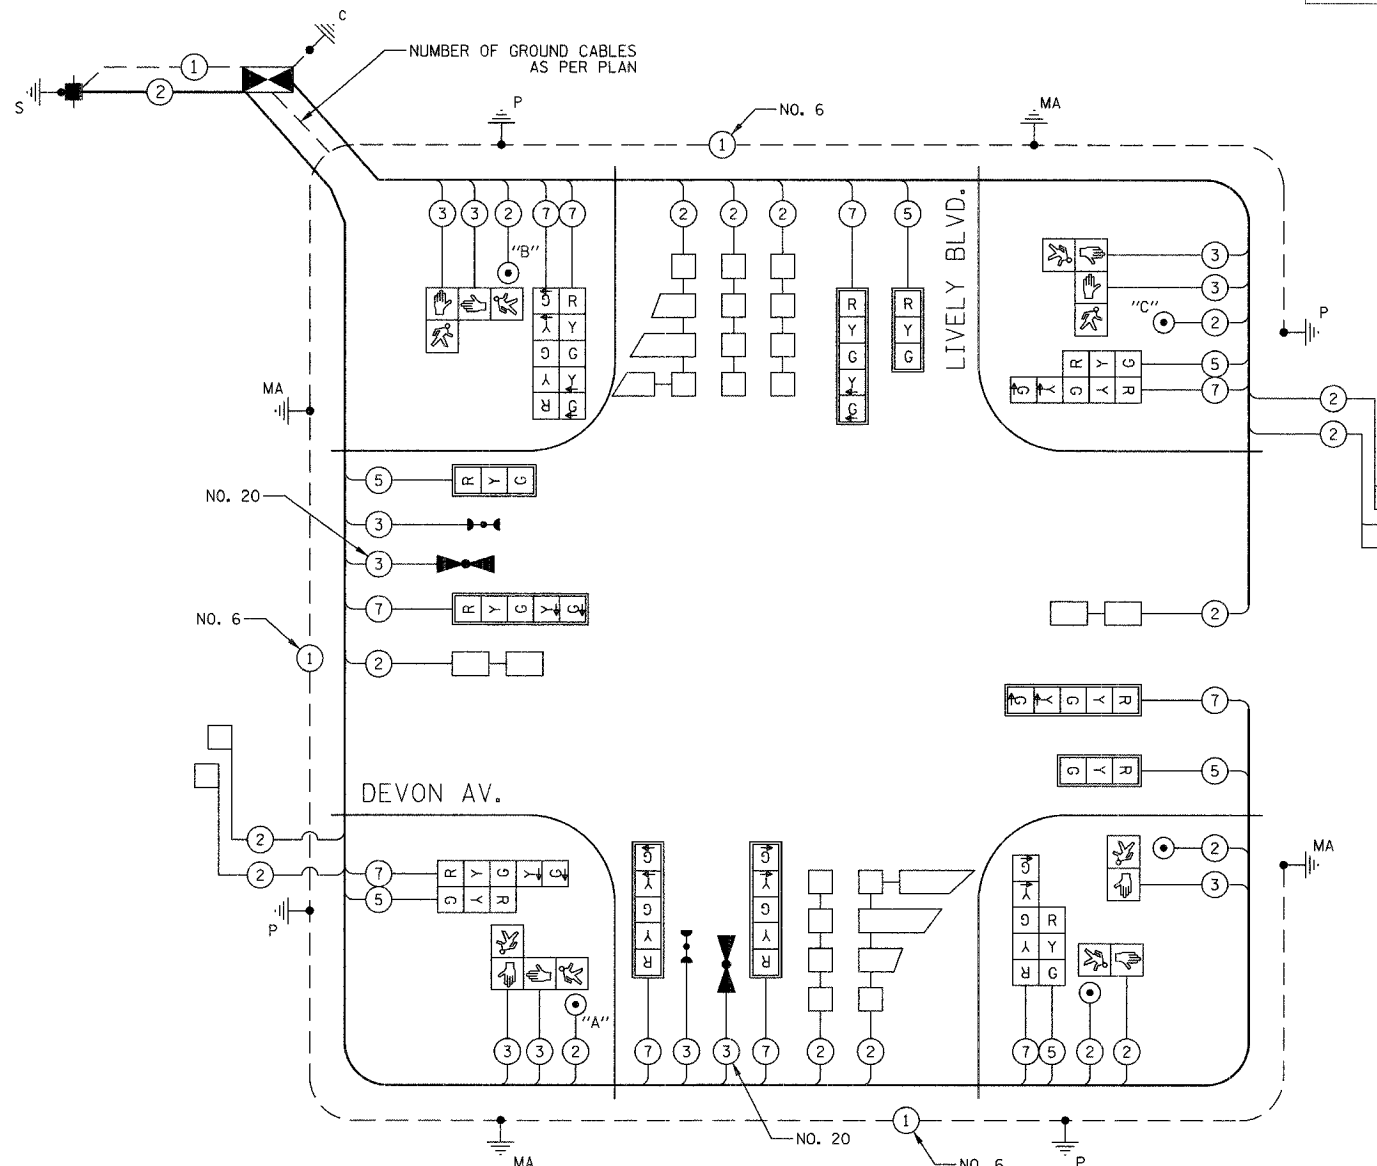 C
NUMBER OF GROUND CABLES
AS PER PLAN
1
2
S
P
NO. 6
MA
1
3 3 2 7 7
2 2 2 7 5
"B"
LIVELY BLVD.
3
3
"C"
2
P
G R
Y Y
G G
Y Y
R G
R
Y
G
Y
G
R
Y
G
R Y G
5
G Y G Y R
7
MA
2
2
5
R Y G
NO. 20
3
3
7
R Y G Y G
NO. 6
1
2
2
G Y G Y R
7
G Y R
5
DEVON AV.
2
2
7
R Y G Y G
5
G Y R
P
"A"
3 3 2
G
Y
G
Y
R
G
Y
G
Y
R
7 3 3 7 2 2
G
Y
G R
Y Y
R G
7 5 2 2
2
3
MA
MA
NO. 20
1
NO. 6
P